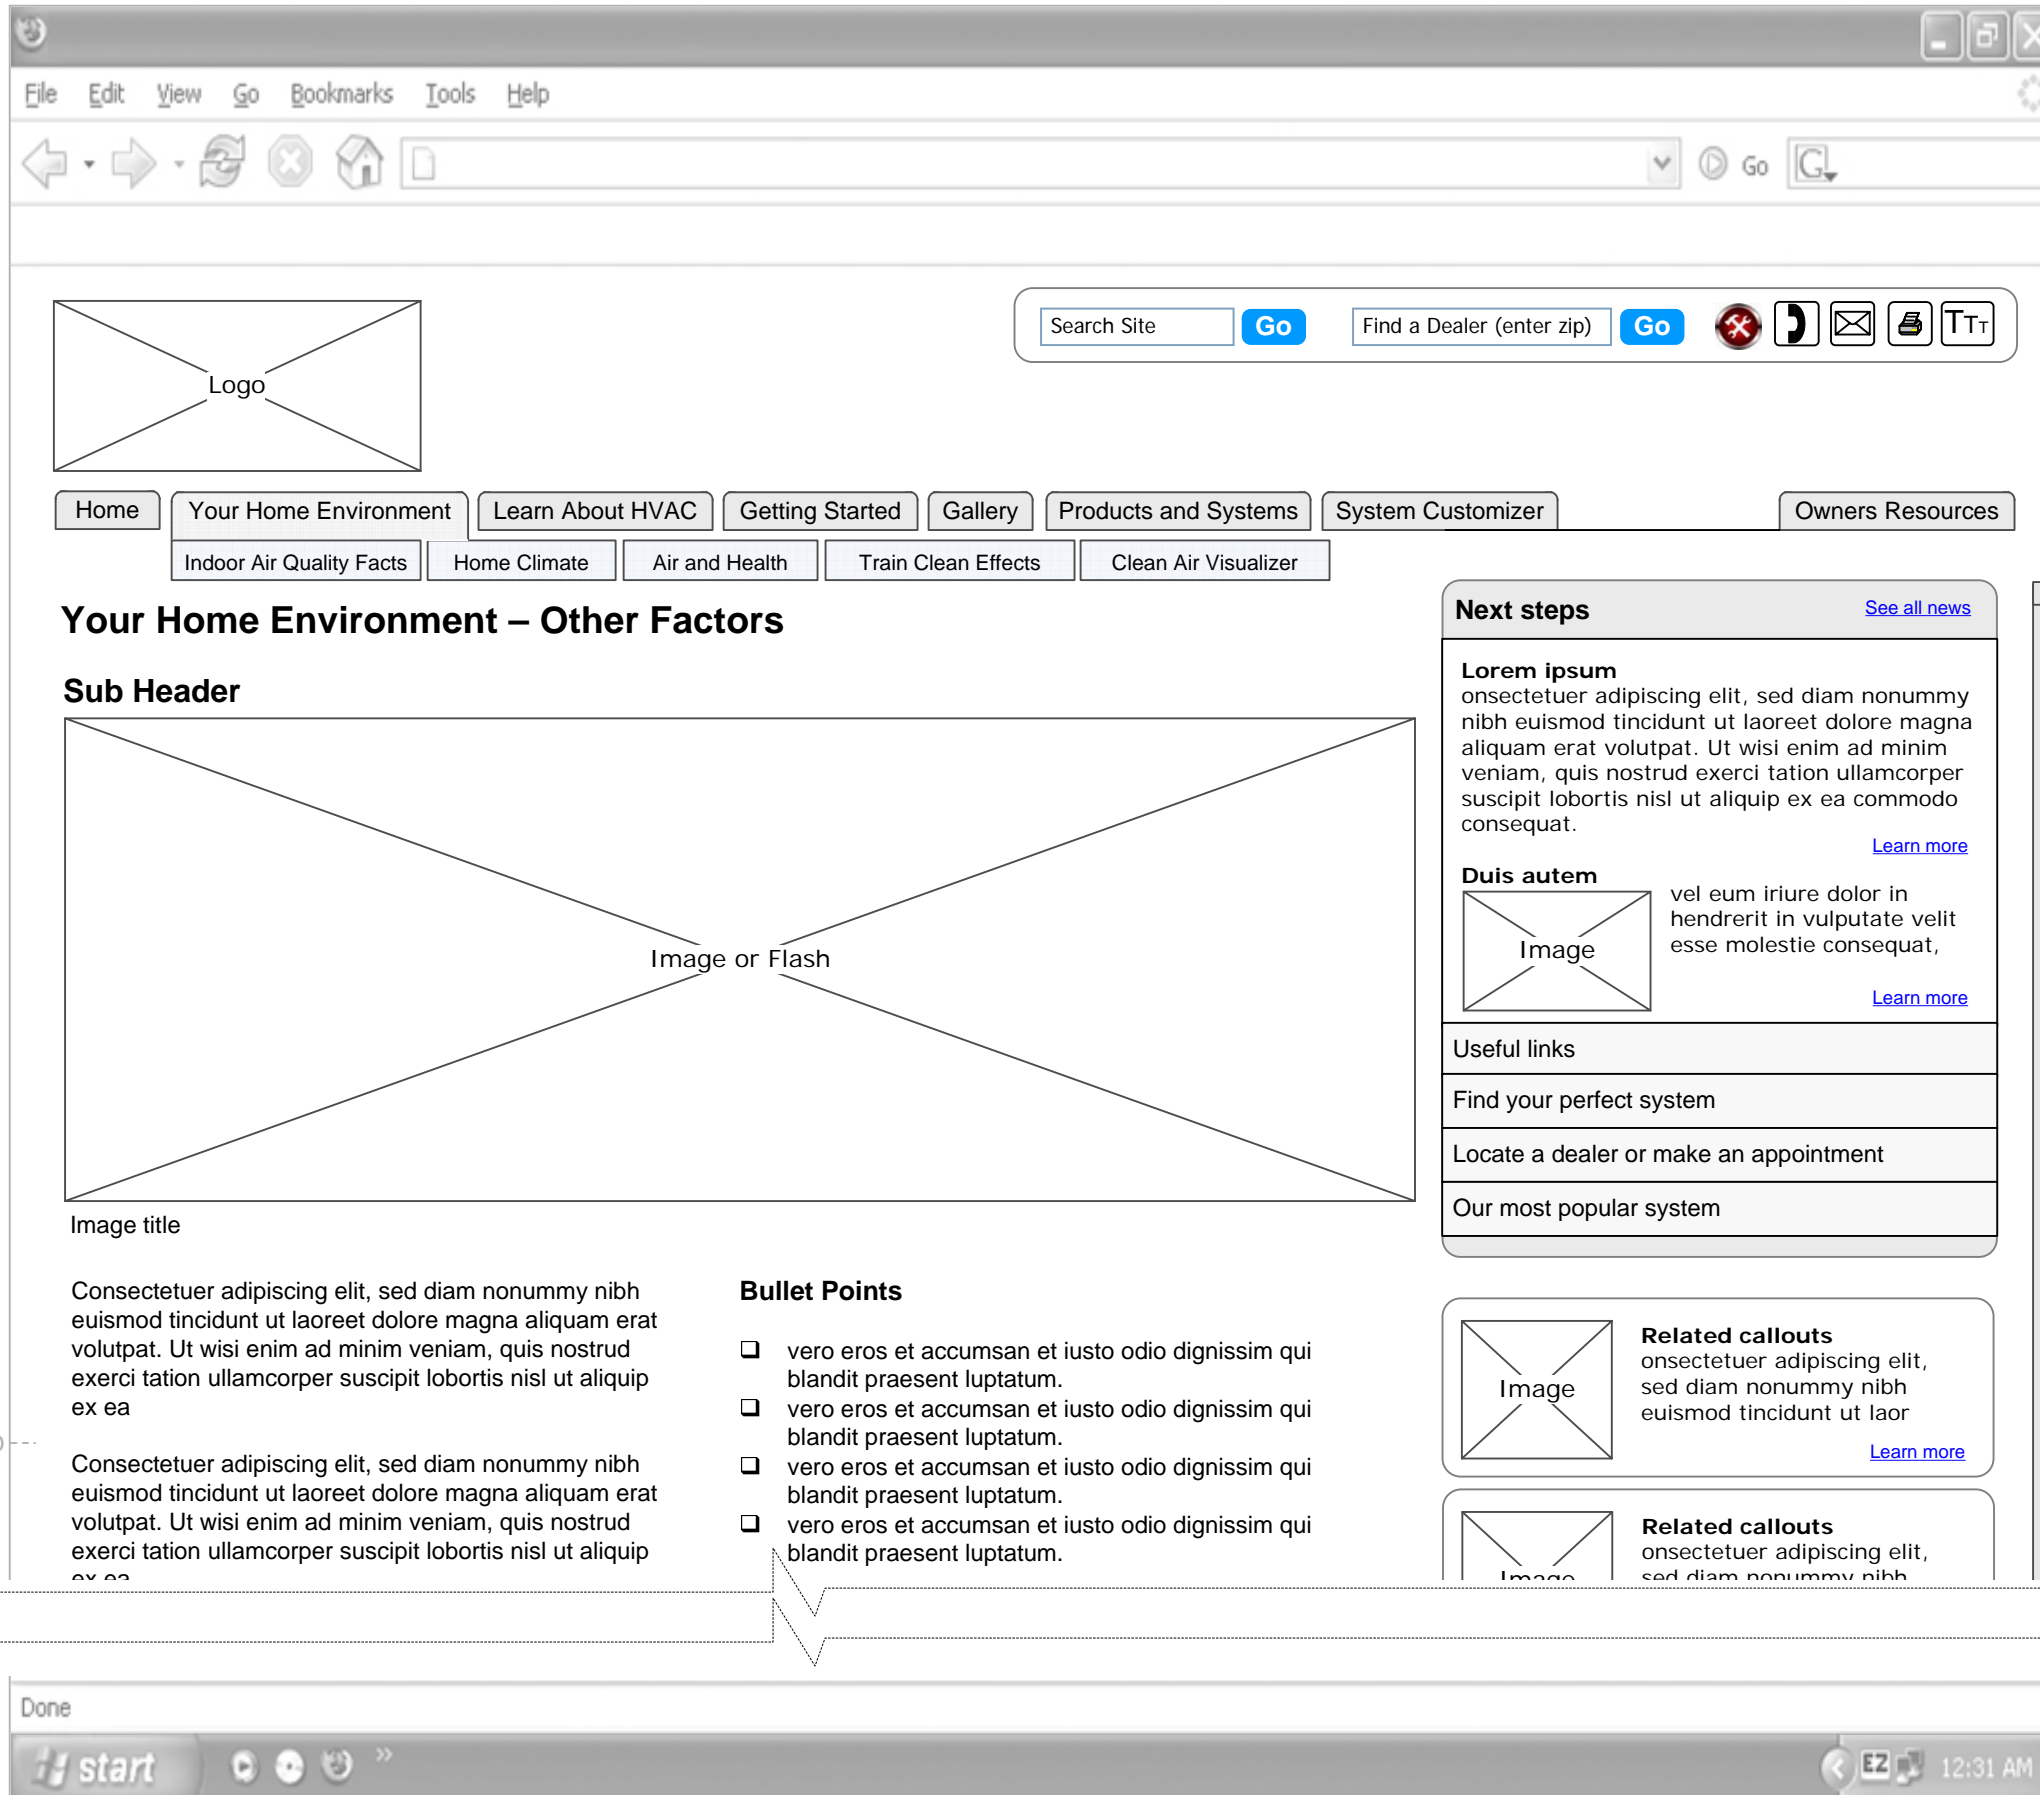 File Edit View Go Bookmarks Tools Help
Go G
Search Site Go Find a Dealer (enter zip) Go TTT
Logo
Home Your Home Environment Learn About HVAC Getting Started Gallery Products and Systems System Customizer Owners Resources
Indoor Air Quality Facts Home Climate Air and Health Train Clean Effects Clean Air Visualizer
Your Home Environment – Other Factors
Sub Header
Image or Flash
Image title
Consectetuer adipiscing elit, sed diam nonummy nibh
euismod tincidunt ut laoreet dolore magna aliquam erat
volutpat. Ut wisi enim ad minim veniam, quis nostrud
exerci tation ullamcorper suscipit lobortis nisl ut aliquip
ex ea
Consectetuer adipiscing elit, sed diam nonummy nibh
euismod tincidunt ut laoreet dolore magna aliquam erat
volutpat. Ut wisi enim ad minim veniam, quis nostrud
exerci tation ullamcorper suscipit lobortis nisl ut aliquip
ex ea
Bullet Points
vero eros et accumsan et iusto odio dignissim qui
blandit praesent luptatum.
vero eros et accumsan et iusto odio dignissim qui
blandit praesent luptatum.
vero eros et accumsan et iusto odio dignissim qui
blandit praesent luptatum.
vero eros et accumsan et iusto odio dignissim qui
blandit praesent luptatum.
Next steps See all news
Lorem ipsum
onsectetuer adipiscing elit, sed diam nonummy
nibh euismod tincidunt ut laoreet dolore magna
aliquam erat volutpat. Ut wisi enim ad minim
veniam, quis nostrud exerci tation ullamcorper
suscipit lobortis nisl ut aliquip ex ea commodo
consequat.
Learn more
Duis autem
Image
vel eum iriure dolor in
hendrerit in vulputate velit
esse molestie consequat,
Learn more
Useful links
Find your perfect system
Locate a dealer or make an appointment
Our most popular system
Image
Related callouts
onsectetuer adipiscing elit,
sed diam nonummy nibh
euismod tincidunt ut laor
Learn more
Image
Related callouts
onsectetuer adipiscing elit,
sed diam nonummy nibh
Done
start EZ 12:31 AM